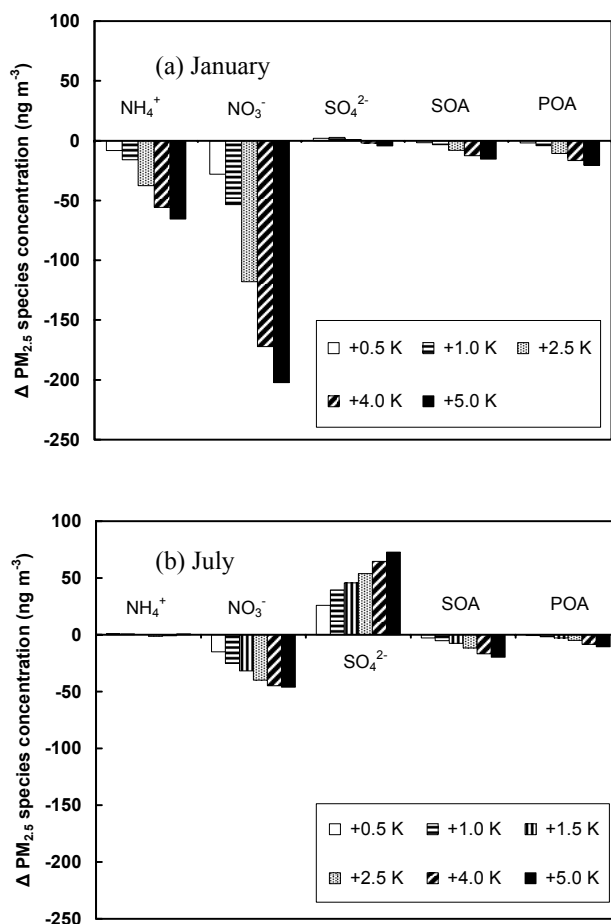 Δ PM₂.₅ species concentration (ng m⁻³)
100
50
0
-50
-100
-150
-200
-250
(a) January
NH₄⁺ NO₃⁻ SO₄²⁻ SOA POA
+0.5 K +1.0 K +2.5 K
+4.0 K +5.0 K
Δ PM₂.₅ species concentration (ng m⁻³)
100
50
0
-50
-100
-150
-200
-250
(b) July
NH₄⁺ NO₃⁻ SOA POA
SO₄²⁻
+0.5 K +1.0 K +1.5 K
+2.5 K +4.0 K +5.0 K